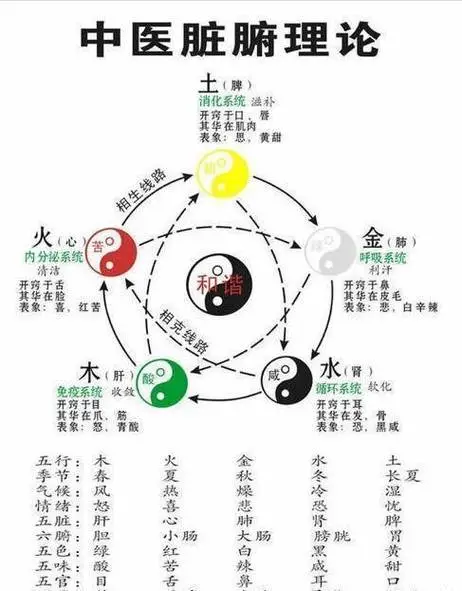 中医脏腑理论
土(脾)
消化系统 滋补
开窍于口、唇
其华在肌肉
表象：思，黄甜
甜
相生线路
火(心)
内分泌系统
清洁
开窍于舌
其华在脸
表象：喜，红苦
苦
金(肺)
呼吸系统
利汗
开窍于鼻
其华在皮毛
表象：悲，白辛辣
辣
和谐
相克线路
木(肝)
免疫系统 收敛
开窍于目
其华在爪、筋
表象：怒，青酸
酸
水(肾)
循环系统 软化
开窍于耳
其华在发，骨
表象：恐，黑咸
咸
五行：木 火 金 水 土
季节：春 夏 秋 冬 长夏
气候：风 热 燥 冷 湿
情绪：怒 喜 悲 恐 忧
五脏：肝 心 肺 肾 脾
六腑：胆 小肠 大肠 膀胱 胃
五色：绿 红 白 黑 黄
五味：酸 苦 辣 咸 甜
五官：目 舌 鼻 耳 口